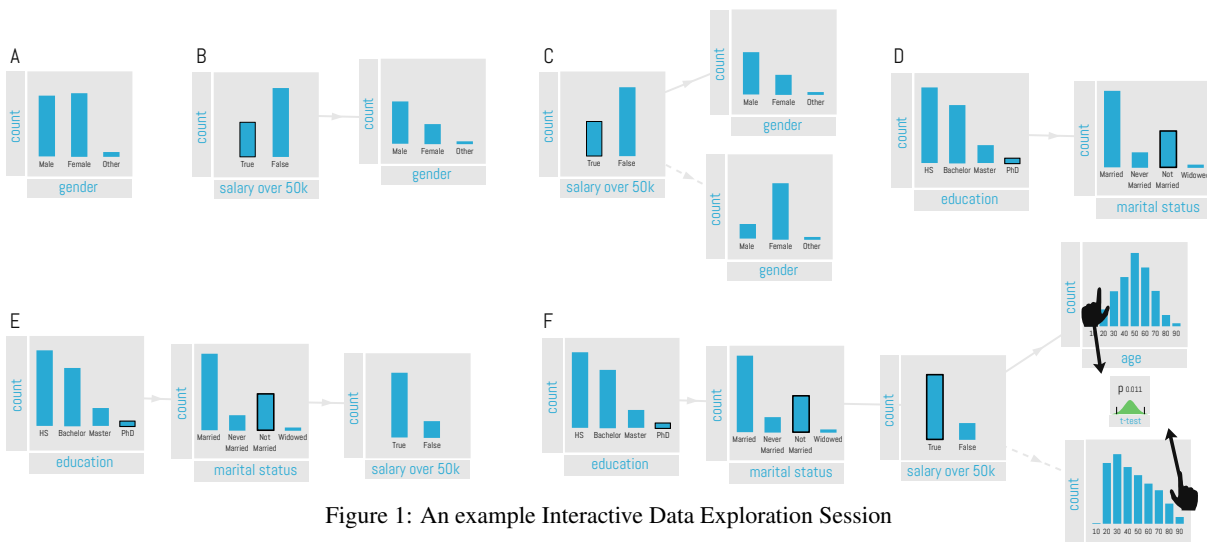 A
count
Male Female Other
gender
B
count
True False
salary over 50k
count
Male Female Other
gender
C
count
True False
salary over 50k
count
Male Female Other
gender
count
Male Female Other
gender
D
count
HS Bachelor Master PhD
education
count
Married Never Not Widowed
Married Married
marital status
E
count
HS Bachelor Master PhD
education
count
Married Never Not Widowed
Married Married
marital status
count
True False
salary over 50k
F
count
HS Bachelor Master PhD
education
count
Married Never Not Widowed
Married Married
marital status
count
True False
salary over 50k
count
10 20 30 40 50 60 70 80 90
age
p 0.011
t-test
count
10 20 30 40 50 60 70 80 90
Figure 1: An example Interactive Data Exploration Session